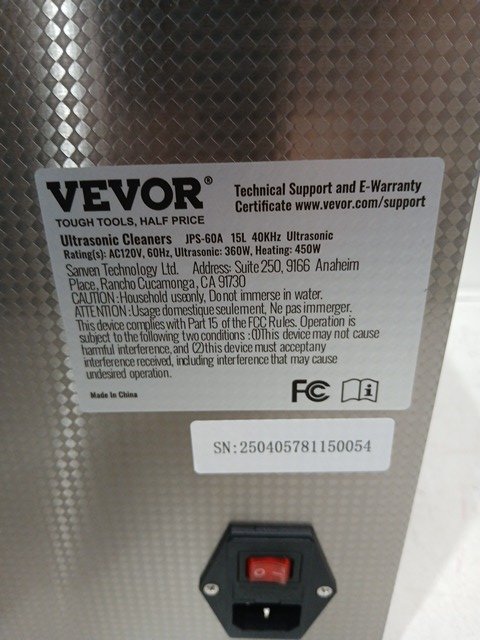 VEVOR®
TOUGH TOOLS, HALF PRICE
Technical Support and E-Warranty
Certificate www.vevor.com/support
Ultrasonic Cleaners JPS-60A 15L 40KHz Ultrasonic
Rating(s): AC120V, 60Hz, Ultrasonic: 360W, Heating: 450W
Sanven Technology Ltd. Address: Suite 250, 9166 Anaheim
Place, Rancho Cucamonga, CA 91730
CAUTION :Household useonly, Do not immerse in water.
ATTENTION :Usage domestique seulement, Ne pas immerger.
This device complies with Part 15 of the FCC Rules. Operation is
subject to the following two conditions :(1)This device may not cause
harmful interference, and (2)this device must acceptany
interference received, including interference that may cause
undesired operation.
FC
Made In China
SN:250405781150054